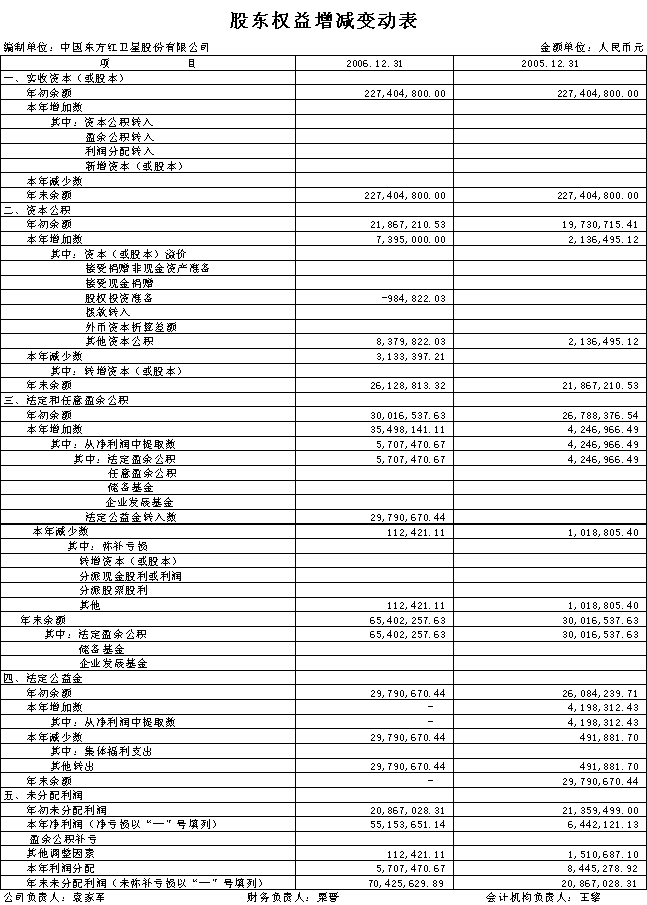 股东权益增减变动表
编制单位：中国东方红卫星股份有限公司 金额单位：人民币元
项 目 2006.12.31 2005.12.31
一、实收资本（或股本）
年初余额 227,404,800.00 227,404,800.00
本年增加数
其中：资本公积转入
盈余公积转入
利润分配转入
新增资本（或股本）
本年减少数
年末余额 227,404,800.00 227,404,800.00
二、资本公积
年初余额 21,867,210.53 19,730,715.41
本年增加数 7,395,000.00 2,136,495.12
其中：资本（或股本）溢价
接受捐赠非现金资产准备
接受现金捐赠
股权投资准备 -984,822.03
拨款转入
外币资本折算差额
其他资本公积 8,379,822.03 2,136,495.12
本年减少数 3,133,397.21
其中：转增资本（或股本）
年末余额 26,128,813.32 21,867,210.53
三、法定和任意盈余公积
年初余额 30,016,537.63 26,788,376.54
本年增加数 35,498,141.11 4,246,966.49
其中：从净利润中提取数 5,707,470.67 4,246,966.49
其中：法定盈余公积 5,707,470.67 4,246,966.49
任意盈余公积
储备基金
企业发展基金
法定公益金转入数 29,790,670.44
本年减少数 112,421.11 1,018,805.40
其中：弥补亏损
转增资本（或股本）
分派现金股利或利润
分派股票股利
其他 112,421.11 1,018,805.40
年末余额 65,402,257.63 30,016,537.63
其中：法定盈余公积 65,402,257.63 30,016,537.63
储备基金
企业发展基金
四、法定公益金
年初余额 29,790,670.44 26,084,239.71
本年增加数 - 4,198,312.43
其中：从净利润中提取数 - 4,198,312.43
本年减少数 29,790,670.44 491,881.70
其中：集体福利支出
其他转出 29,790,670.44 491,881.70
年末余额 - 29,790,670.44
五、未分配利润
年初未分配利润 20,867,028.31 21,359,499.00
本年净利润（净亏损以“—”号填列） 55,153,651.14 6,442,121.13
盈余公积补亏
其他调整因素 112,421.11 1,510,687.10
本年利润分配 5,707,470.67 8,445,278.92
年末未分配利润（未弥补亏损以“—”号填列） 70,425,629.89 20,867,028.31
公司负责人：袁家军 财务负责人：栗晋 会计机构负责人：王黎